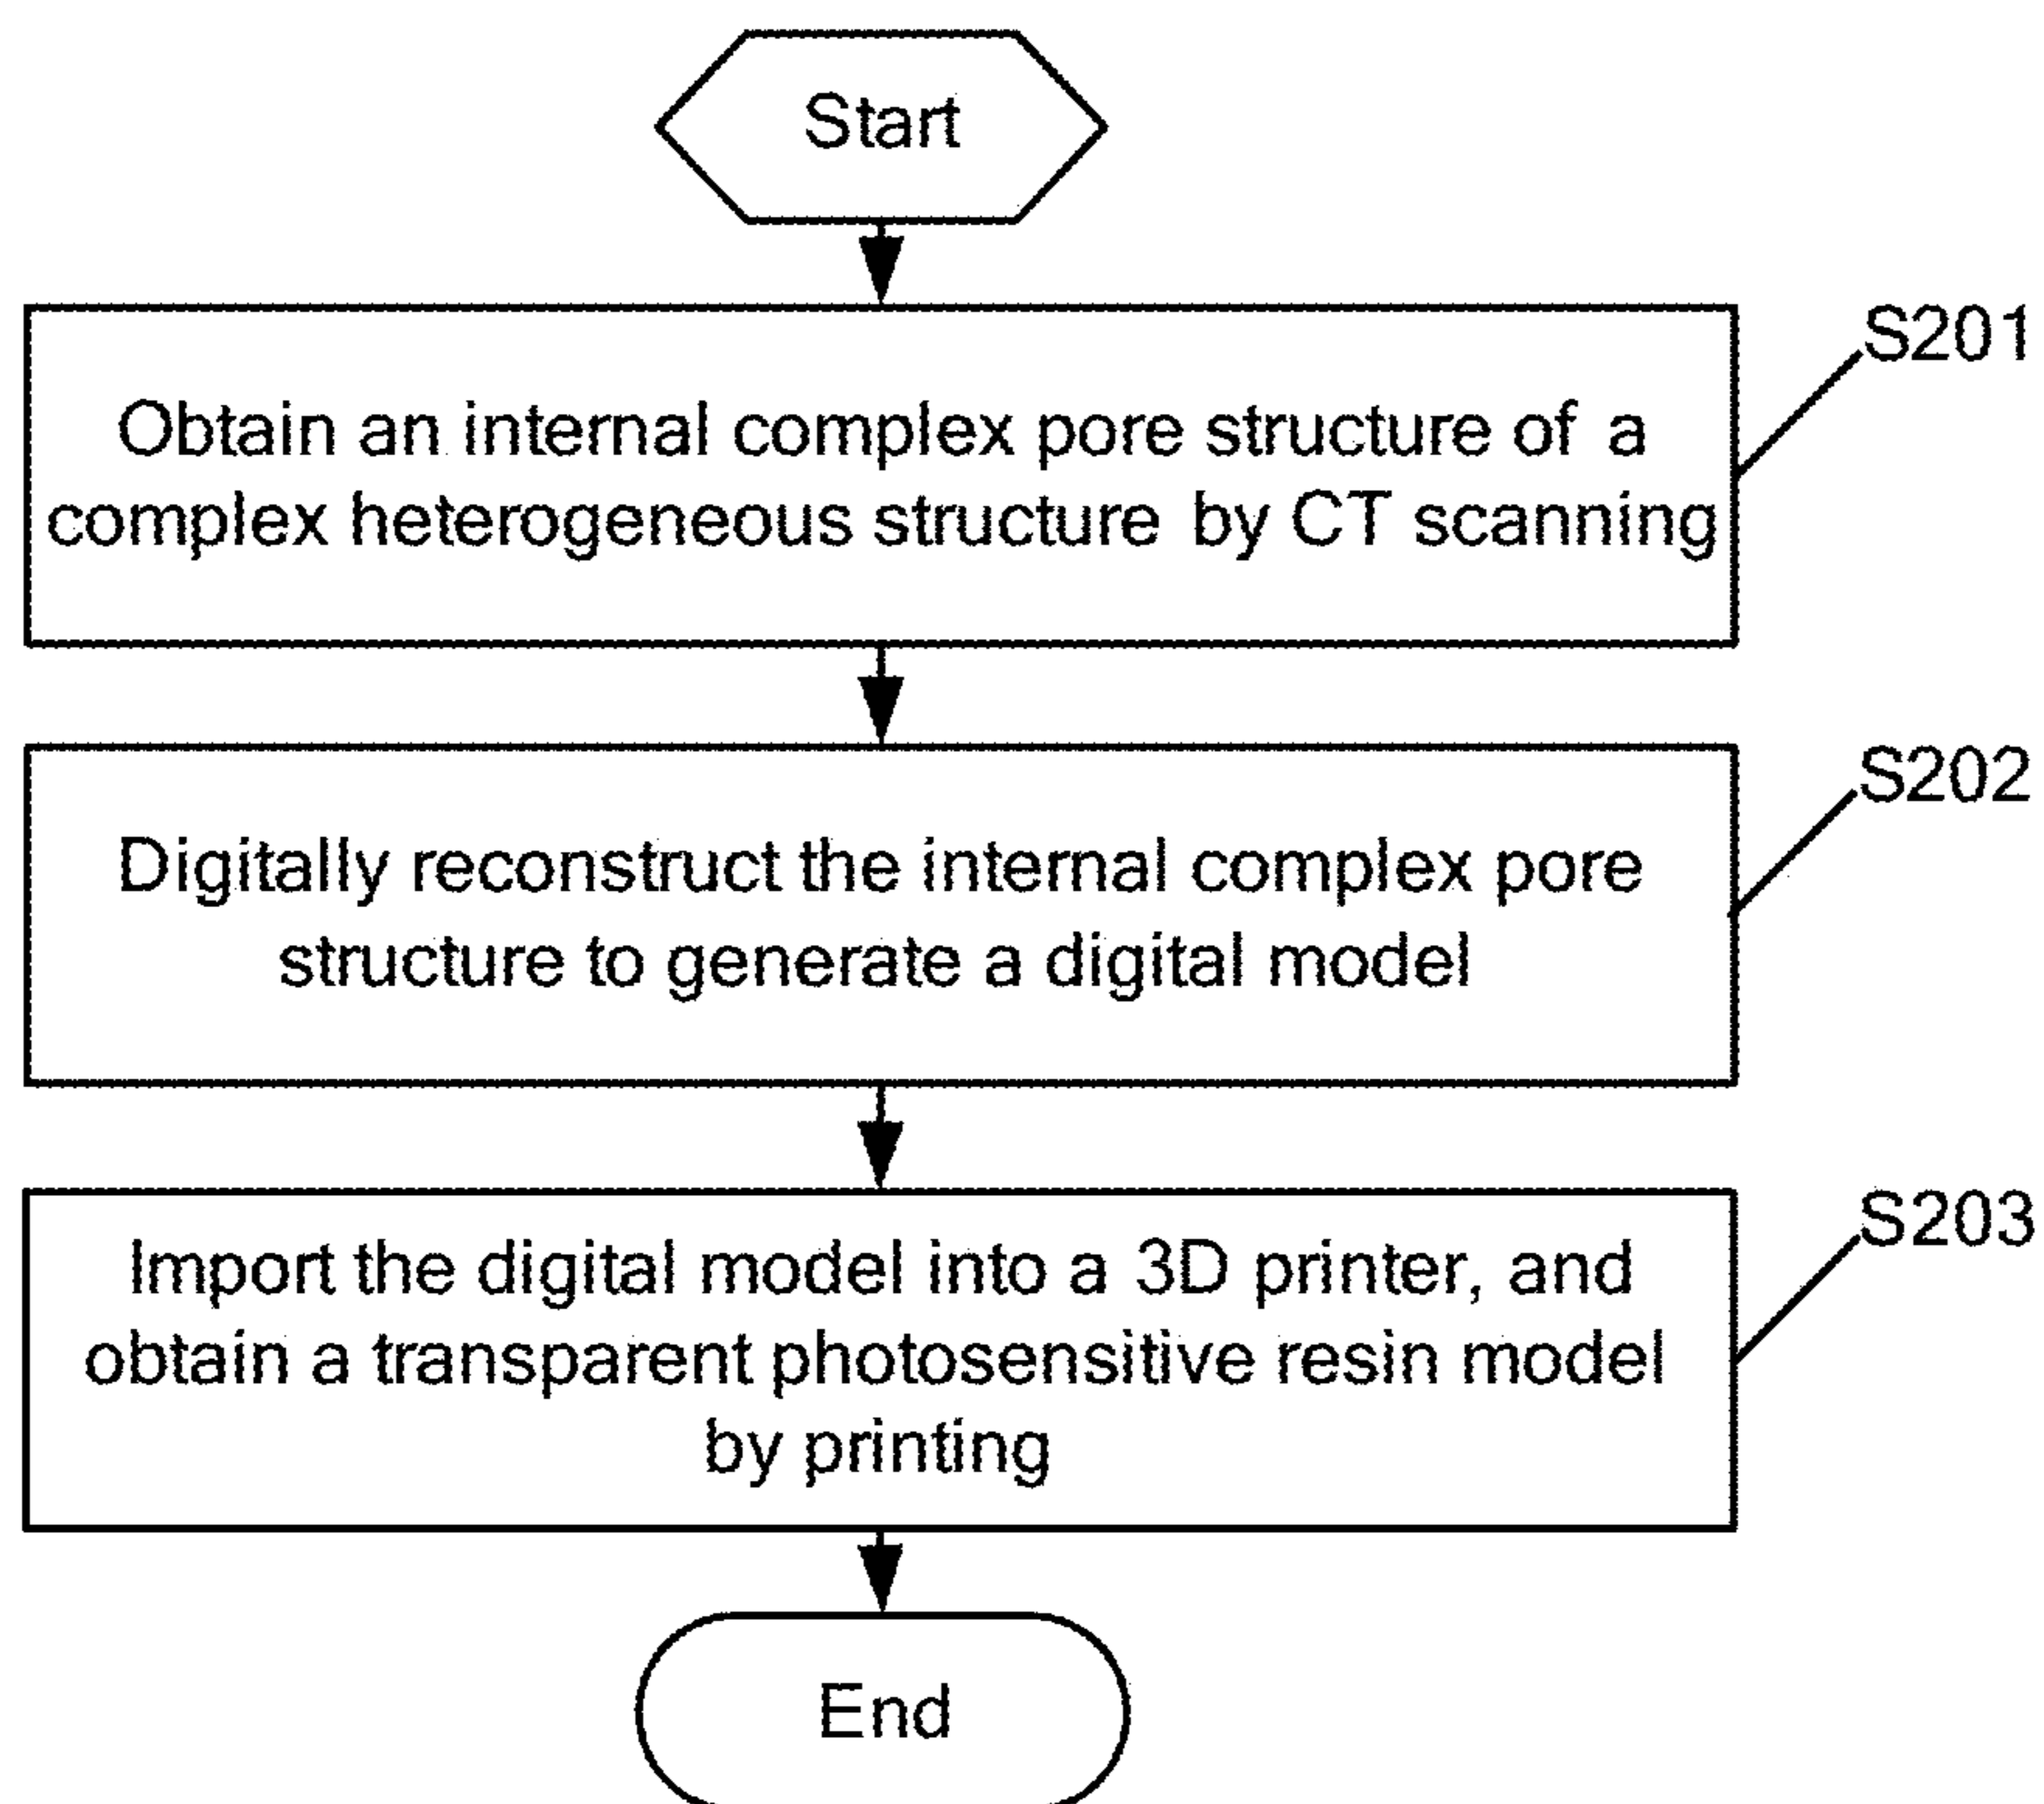 Start
S201
Obtain an internal complex pore structure of a
complex heterogeneous structure by CT scanning
S202
Digitally reconstruct the internal complex pore
structure to generate a digital model
S203
Import the digital model into a 3D printer, and
obtain a transparent photosensitive resin model
by printing
End